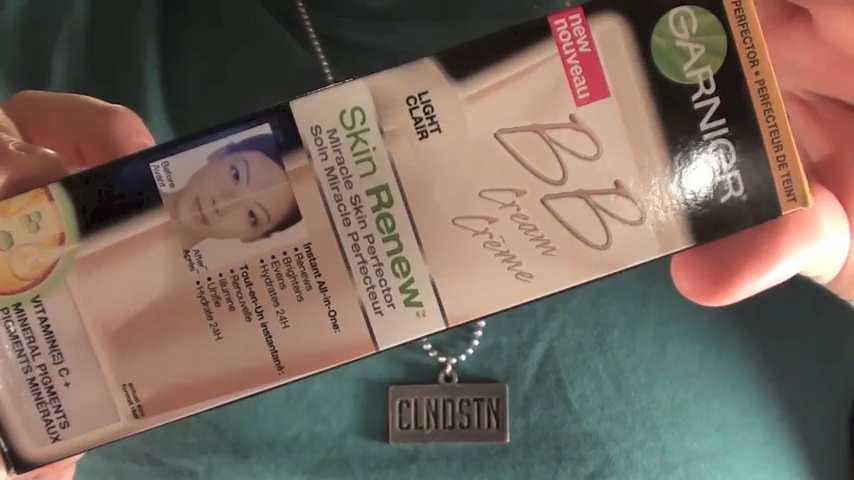 PERFECTOR • PERFECTEUR DE TEINT
GARNIER®
new
nouveau
BB
Cream
Crème
LIGHT
CLAIR
Skin Renew
Miracle Skin Perfector
Soin Miracle Perfecteur
Before
Avant
After
Après
Instant All-in-One:
• Renews
• Brightens
• Evens
• Hydrates 24H
Tout-en-Un Instantané:
• Renouvelle
• Illumine
• Unifie
• Hydrate 24H
VITAMIN(E) C +
MINERAL PIGMENTS
PIGMENTS MINÉRAUX
CLNDSTN